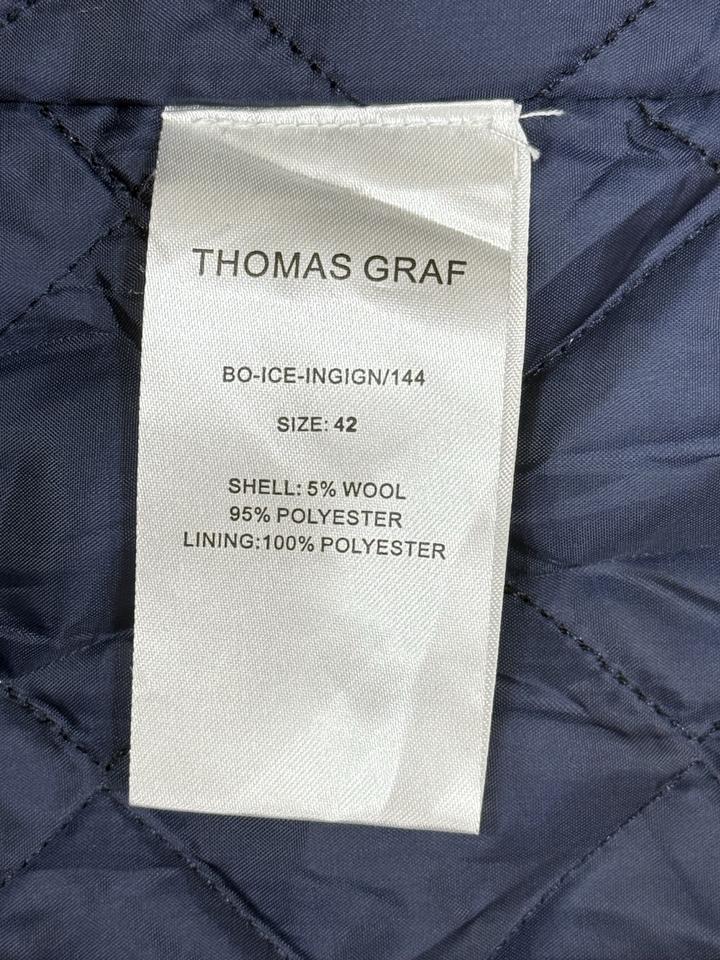 THOMAS GRAF
BO-ICE-INGIGN/144
SIZE: 42
SHELL: 5% WOOL
95% POLYESTER
LINING:100% POLYESTER